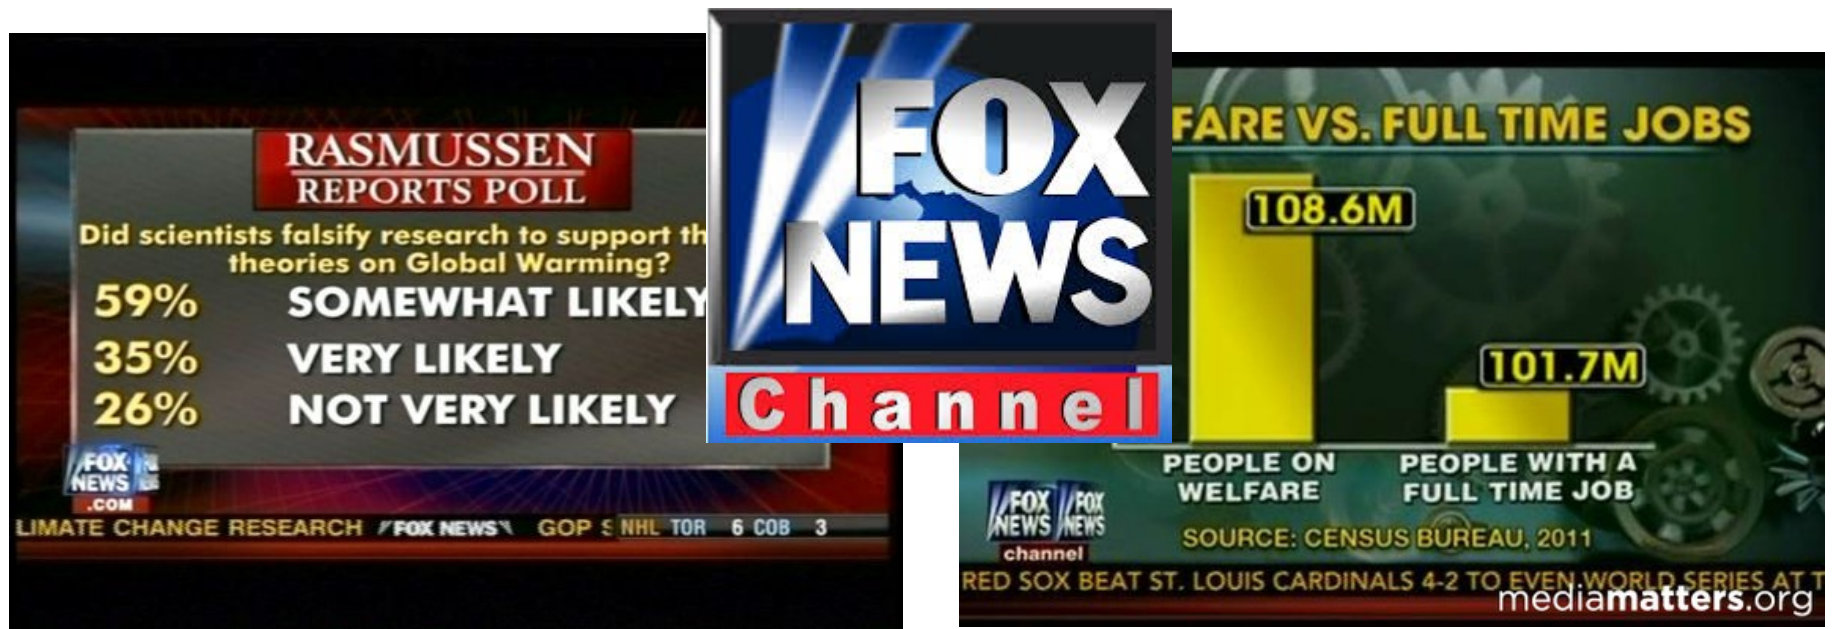 RASMUSSEN
REPORTS POLL
Did scientists falsify research to support th
theories on Global Warming?
59% SOMEWHAT LIKELY
35% VERY LIKELY
26% NOT VERY LIKELY
FOX
NEWS
.COM
LIMATE CHANGE RESEARCH FOX NEWS GOP S NHL TOR 6 COB 3
FOX
NEWS
Channel
FARE VS. FULL TIME JOBS
108.6M
101.7M
PEOPLE ON
WELFARE
PEOPLE WITH A
FULL TIME JOB
SOURCE: CENSUS BUREAU, 2011
FOX FOX
NEWS NEWS
channel
RED SOX BEAT ST. LOUIS CARDINALS 4-2 TO EVEN WORLD SERIES AT T
mediamatters.org